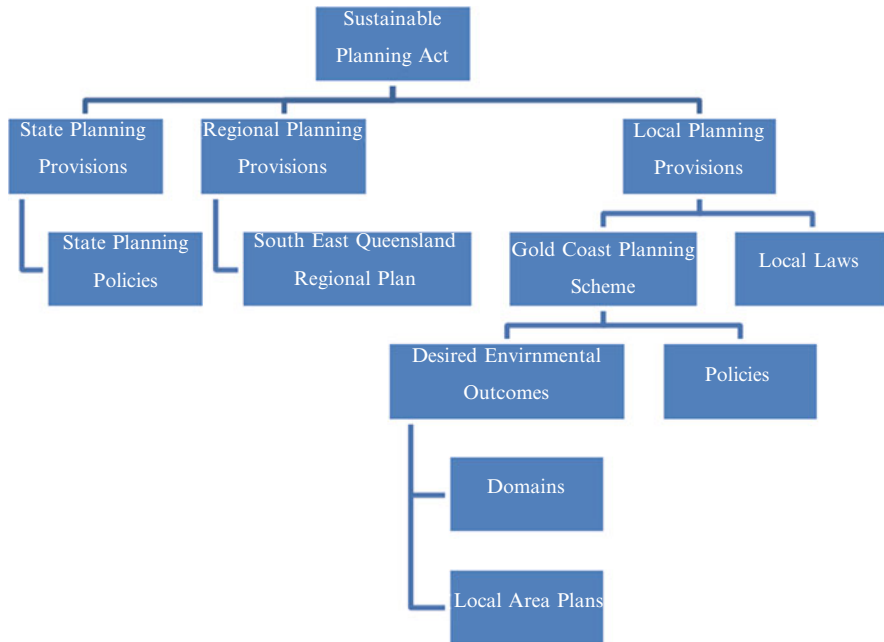 Sustainable
Planning Act
State Planning
Provisions
Regional Planning
Provisions
Local Planning
Provisions
State Planning
Policies
South East Queensland
Regional Plan
Gold Coast Planning
Scheme
Local Laws
Desired Envirnmental
Outcomes
Policies
Domains
Local Area Plans